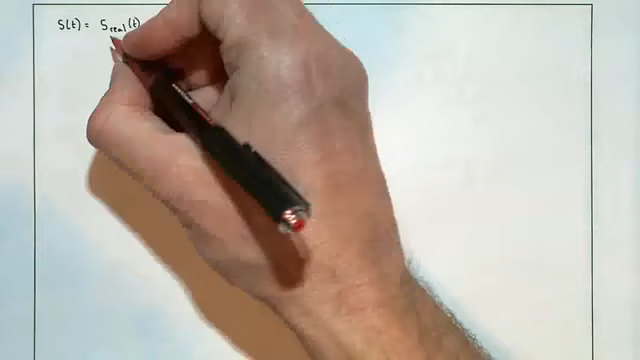 S(t) = S_real(t)